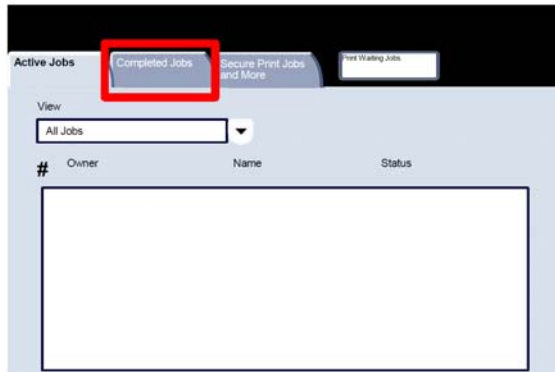 Active Jobs
Completed Jobs
Secure Print Jobs
and More
Print Waiting Jobs
View
All Jobs
# Owner Name Status